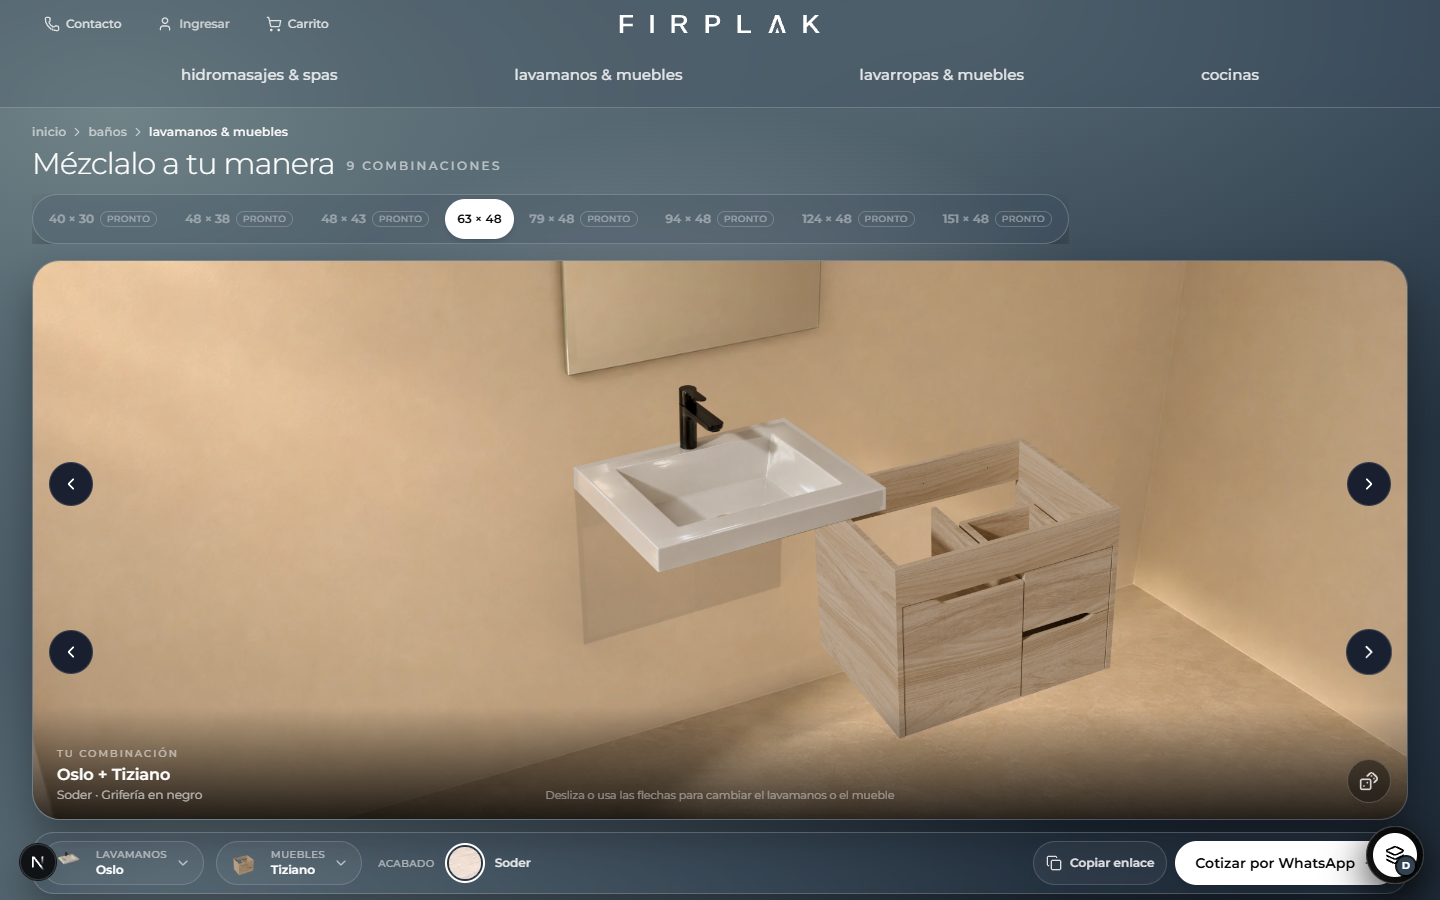 Contacto
Ingresar
Carrito
FIRPLAK
hidromasajes & spas
lavamanos & muebles
lavarropas & muebles
cocinas
inicio > baños > lavamanos & muebles
Mézclalo a tu manera 9 COMBINACIONES
40 × 30 PRONTO
48 × 38 PRONTO
48 × 43 PRONTO
63 × 48
79 × 48 PRONTO
94 × 48 PRONTO
124 × 48 PRONTO
151 × 48 PRONTO
TU COMBINACIÓN
Oslo + Tiziano
Soder · Grifería en negro
Desliza o usa las flechas para cambiar el lavamanos o el mueble
N
LAVAMANOS
Oslo
MUEBLES
Tiziano
ACABADO
Soder
Copiar enlace
Cotizar por WhatsApp
D